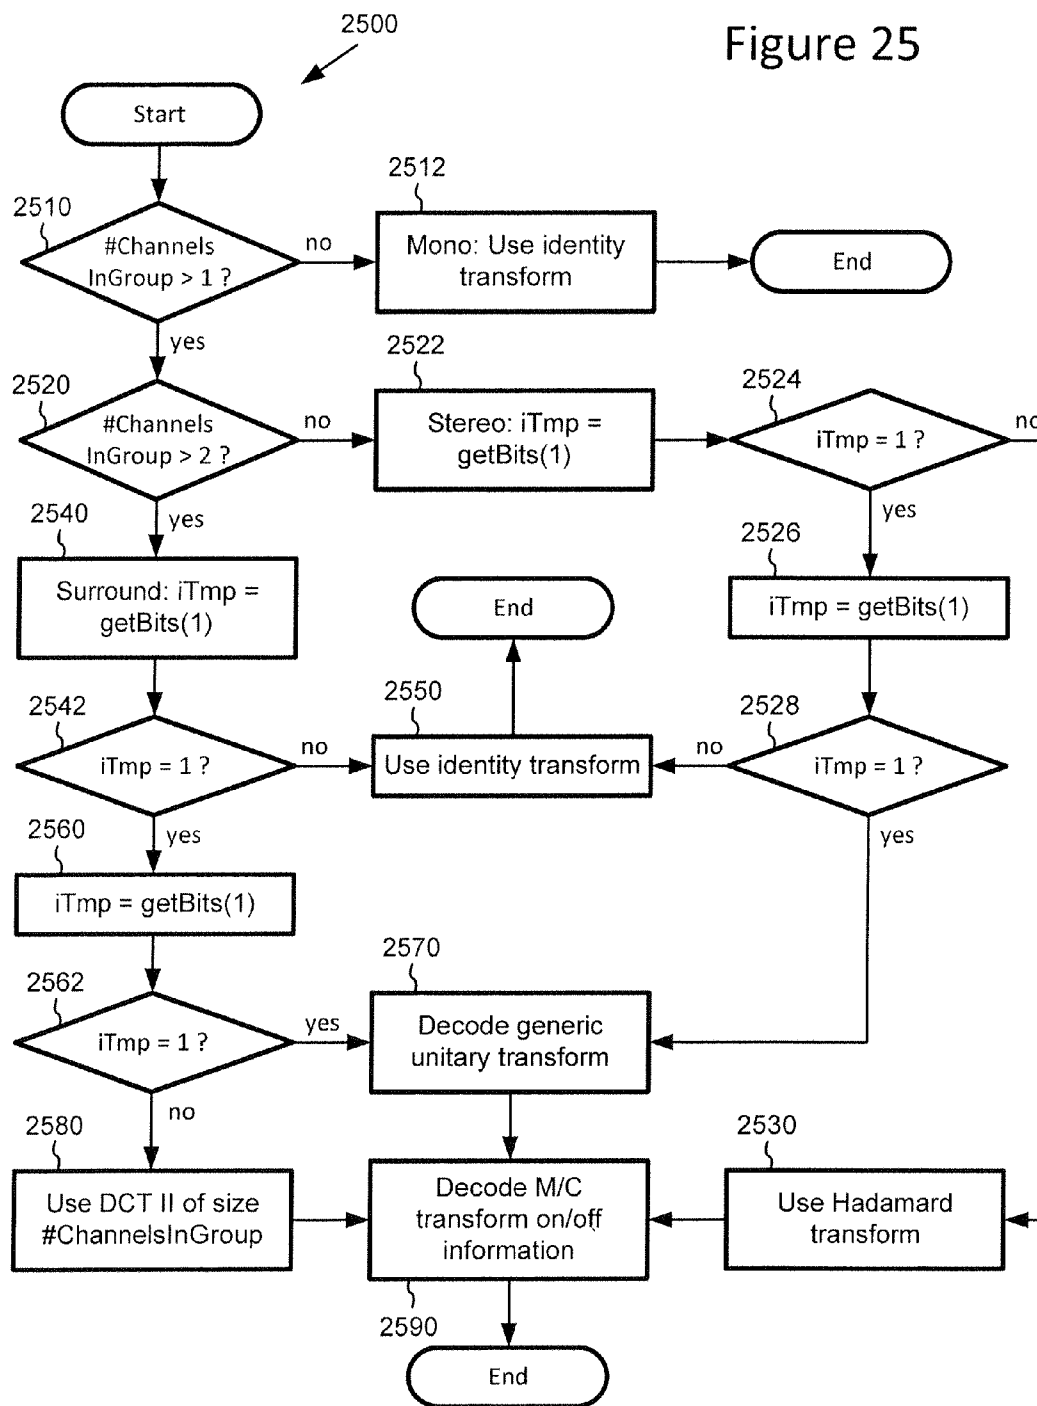 2500
Figure 25
Start
2510
#Channels
InGroup > 1 ?
no
2512
Mono: Use identity
transform
End
yes
2520
#Channels
InGroup > 2 ?
no
2522
Stereo: iTmp =
getBits(1)
2524
iTmp = 1 ?
no
yes
yes
2540
Surround: iTmp =
getBits(1)
End
2526
iTmp = getBits(1)
2542
iTmp = 1 ?
no
2550
Use identity transform
no
2528
iTmp = 1 ?
yes
yes
2560
iTmp = getBits(1)
2562
iTmp = 1 ?
yes
2570
Decode generic
unitary transform
no
2580
Use DCT II of size
#ChannelsInGroup
Decode M/C
transform on/off
information
2530
Use Hadamard
transform
2590
End